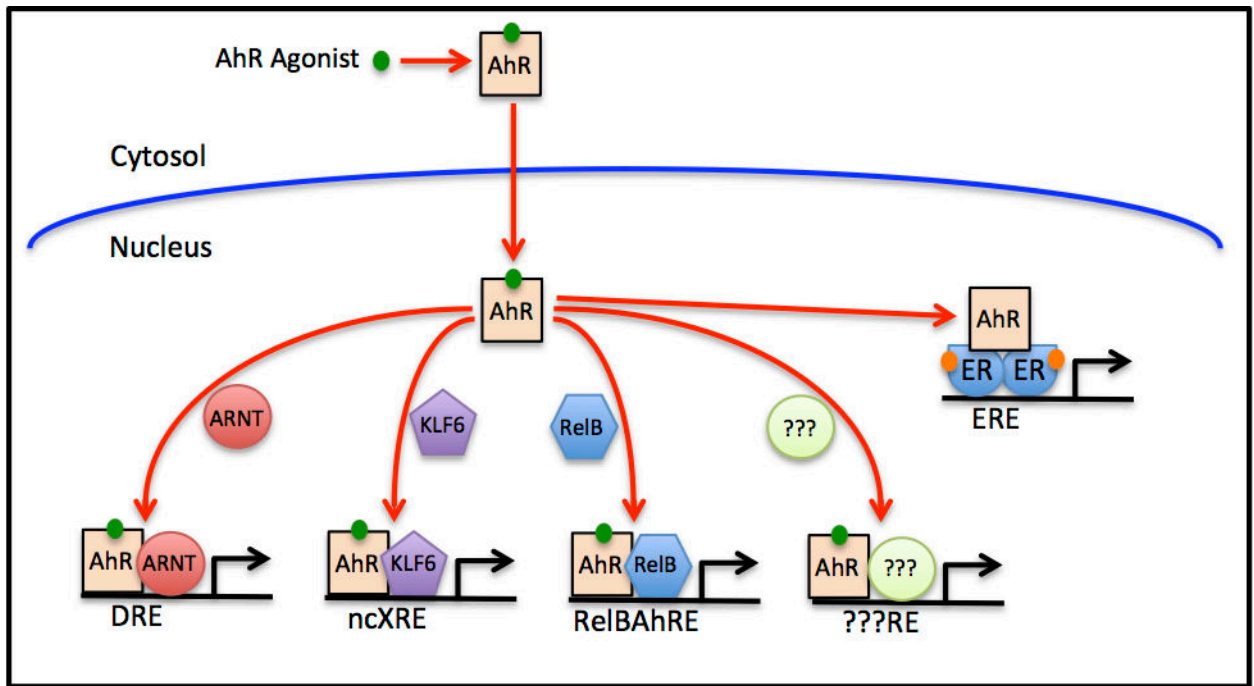 AhR Agonist
AhR
Cytosol
Nucleus
AhR
AhR
ER ER
ERE
ARNT
KLF6
RelB
???
AhR ARNT
AhR KLF6
AhR RelB
AhR ???
DRE
ncXRE
RelBAhRE
???RE